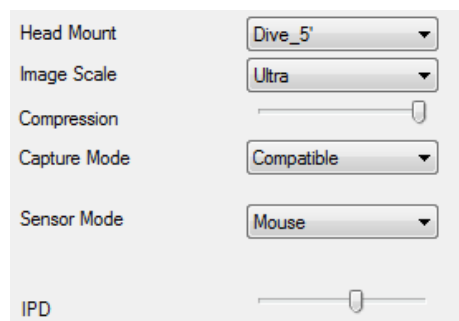 Head Mount Dive_5'
Image Scale Ultra
Compression
Capture Mode Compatible
Sensor Mode Mouse
IPD